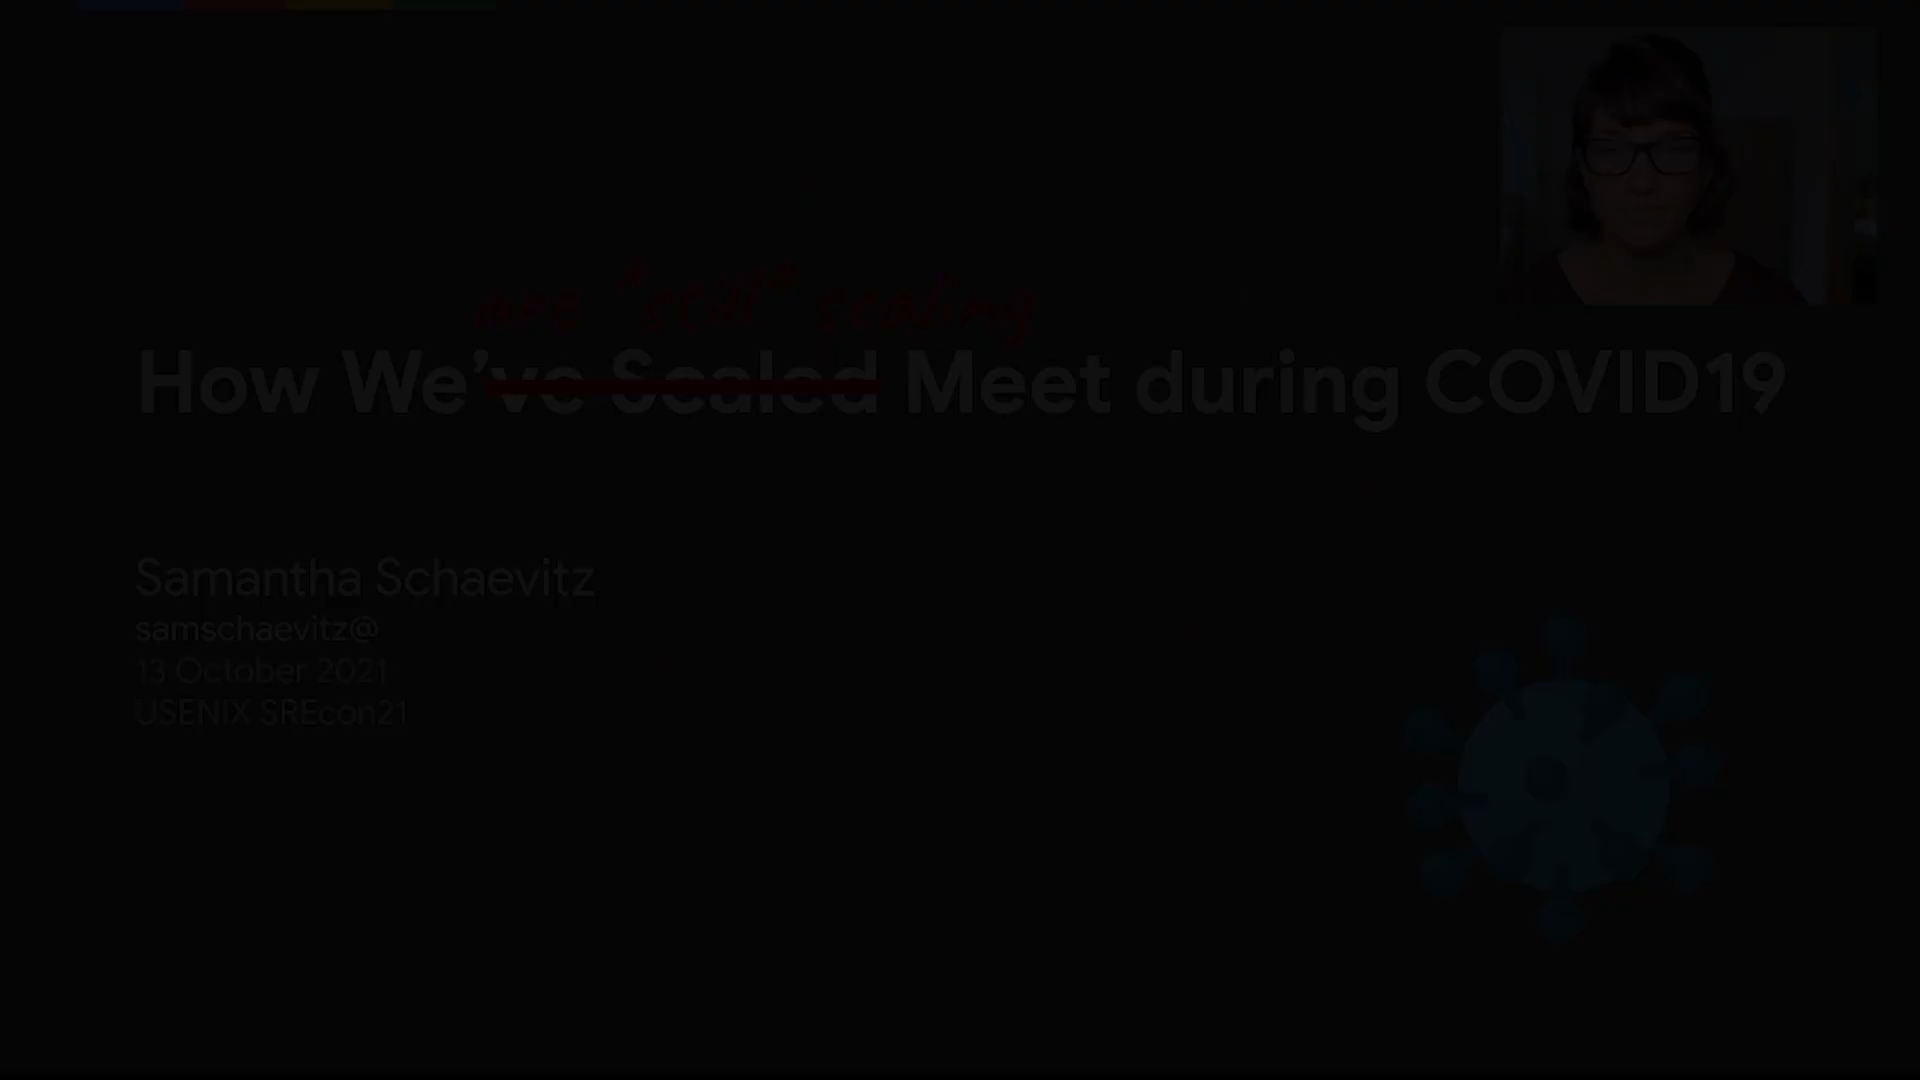 are "still" scaling
How We've Scaled Meet during COVID19
Samantha Schaevitz
samschaevitz@
13 October 2021
USENIX SREcon21